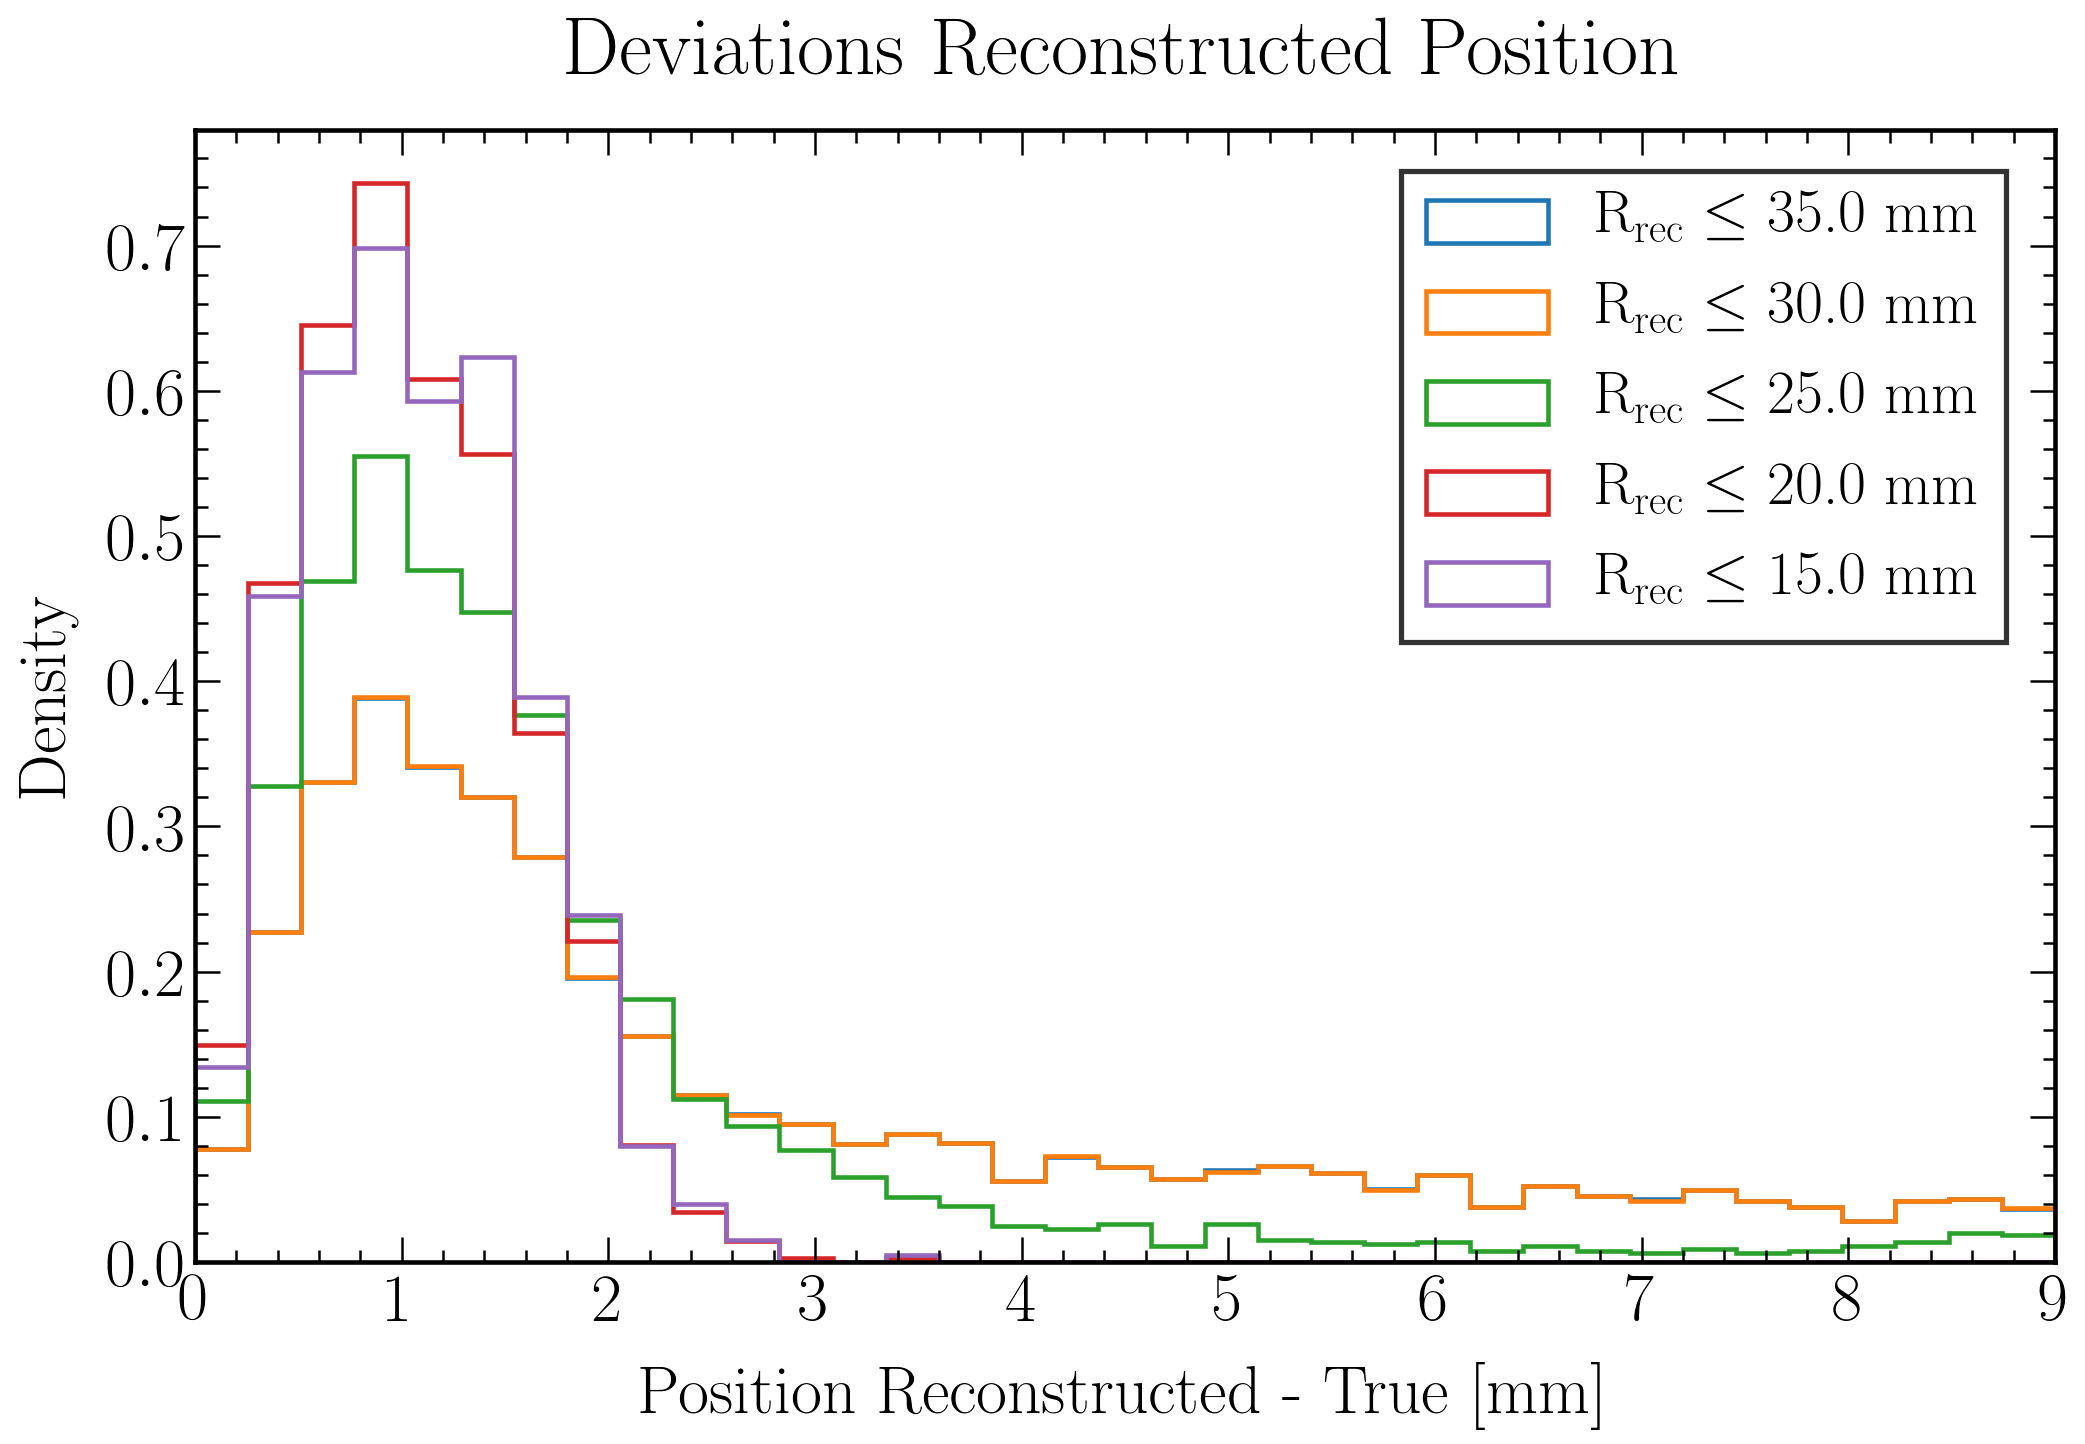 Deviations Reconstructed Position
Density
0.7
0.6
0.5
0.4
0.3
0.2
0.1
0.0
R_rec ≤ 35.0 mm
R_rec ≤ 30.0 mm
R_rec ≤ 25.0 mm
R_rec ≤ 20.0 mm
R_rec ≤ 15.0 mm
0 1 2 3 4 5 6 7 8 9
Position Reconstructed - True [mm]